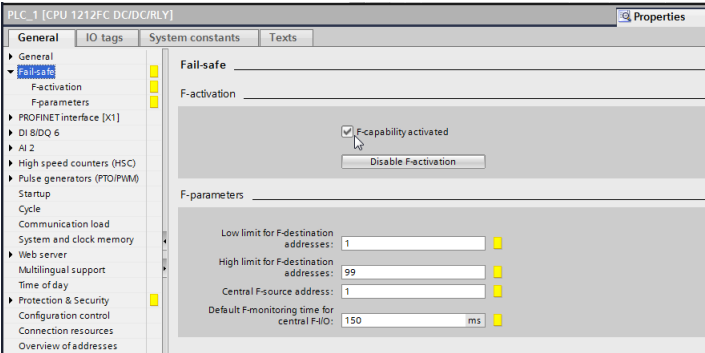 PLC_1 [CPU 1212FC DC/DC/RLY]
Properties
General
IO tags
System constants
Texts
General
Fail-safe
F-activation
F-parameters
PROFINET interface [X1]
DI 8/DQ 6
AI 2
High speed counters (HSC)
Pulse generators (PTO/PWM)
Startup
Cycle
Communication load
System and clock memory
Web server
Multilingual support
Time of day
Protection & Security
Configuration control
Connection resources
Overview of addresses
Fail-safe
F-activation
F-capability activated
Disable F-activation
F-parameters
Low limit for F-destination
addresses: 1
High limit for F-destination
addresses: 99
Central F-source address: 1
Default F-monitoring time for
central F-I/O: 150 ms